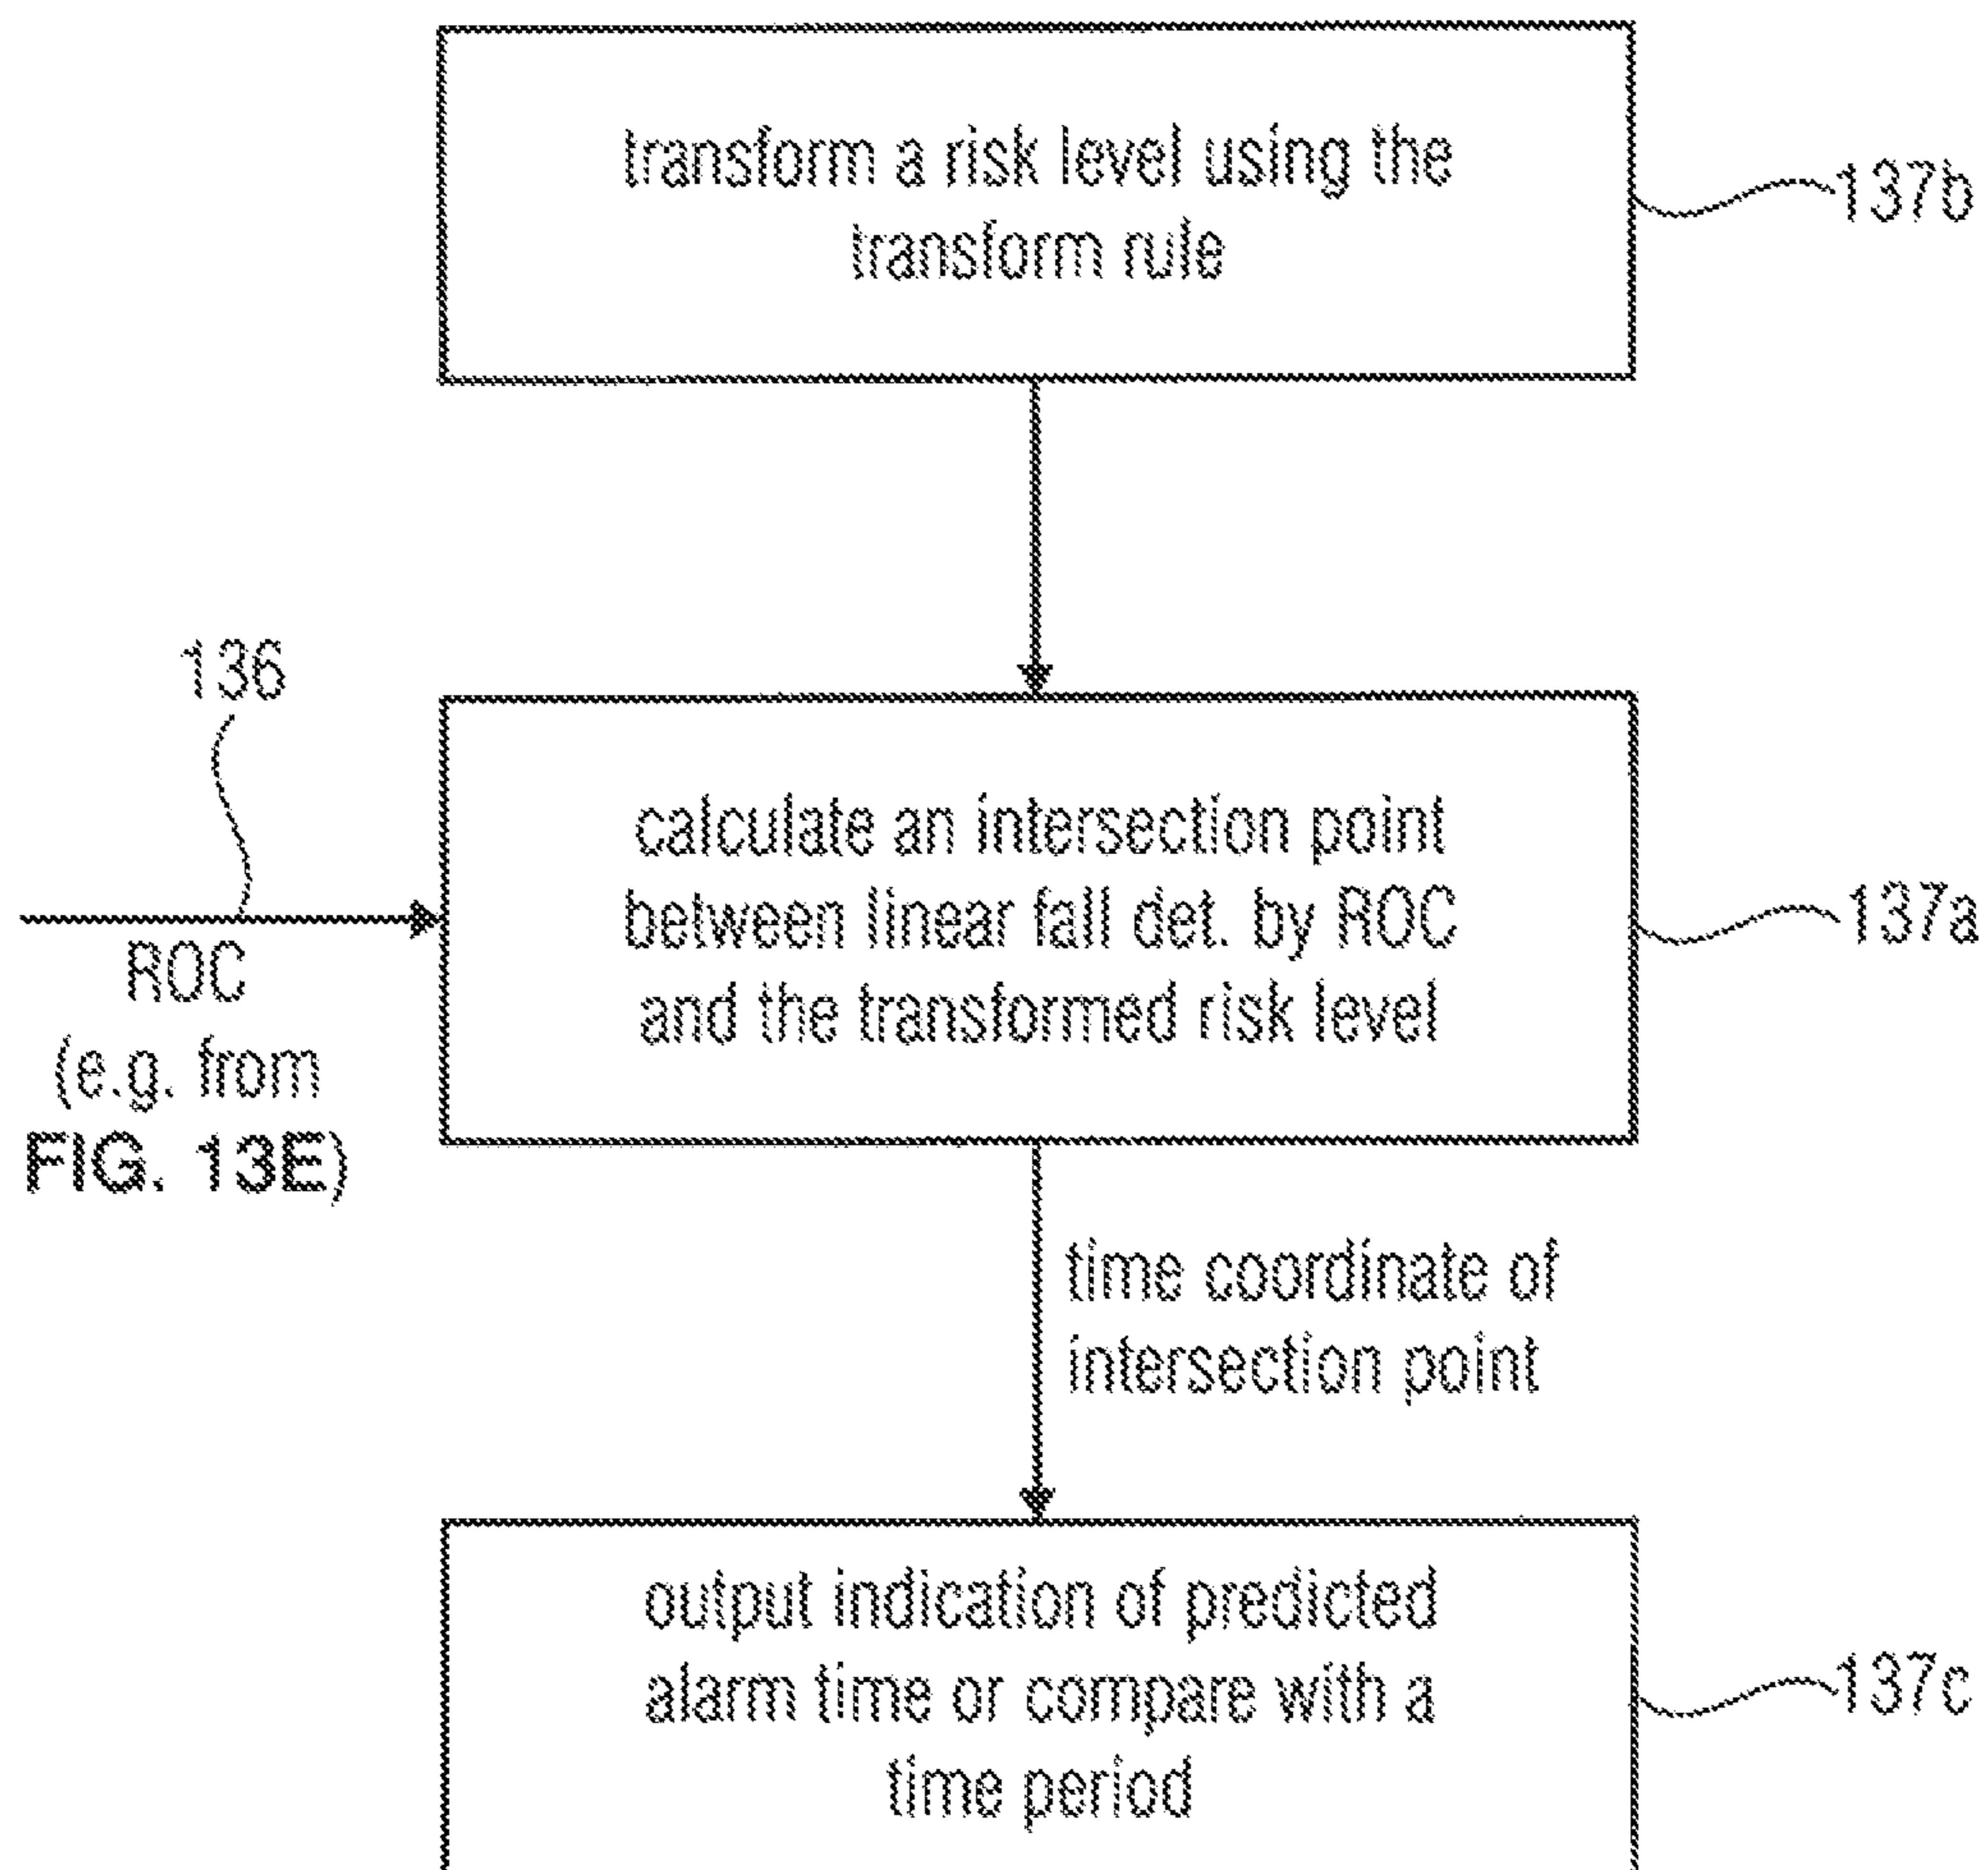 transform a risk level using the
transform rule
137b
136
ROC
(e.g. from
FIG. 13E)
calculate an intersection point
between linear fall det. by ROC
and the transformed risk level
137a
time coordinate of
intersection point
output indication of predicted
alarm time or compare with a
time period
137c